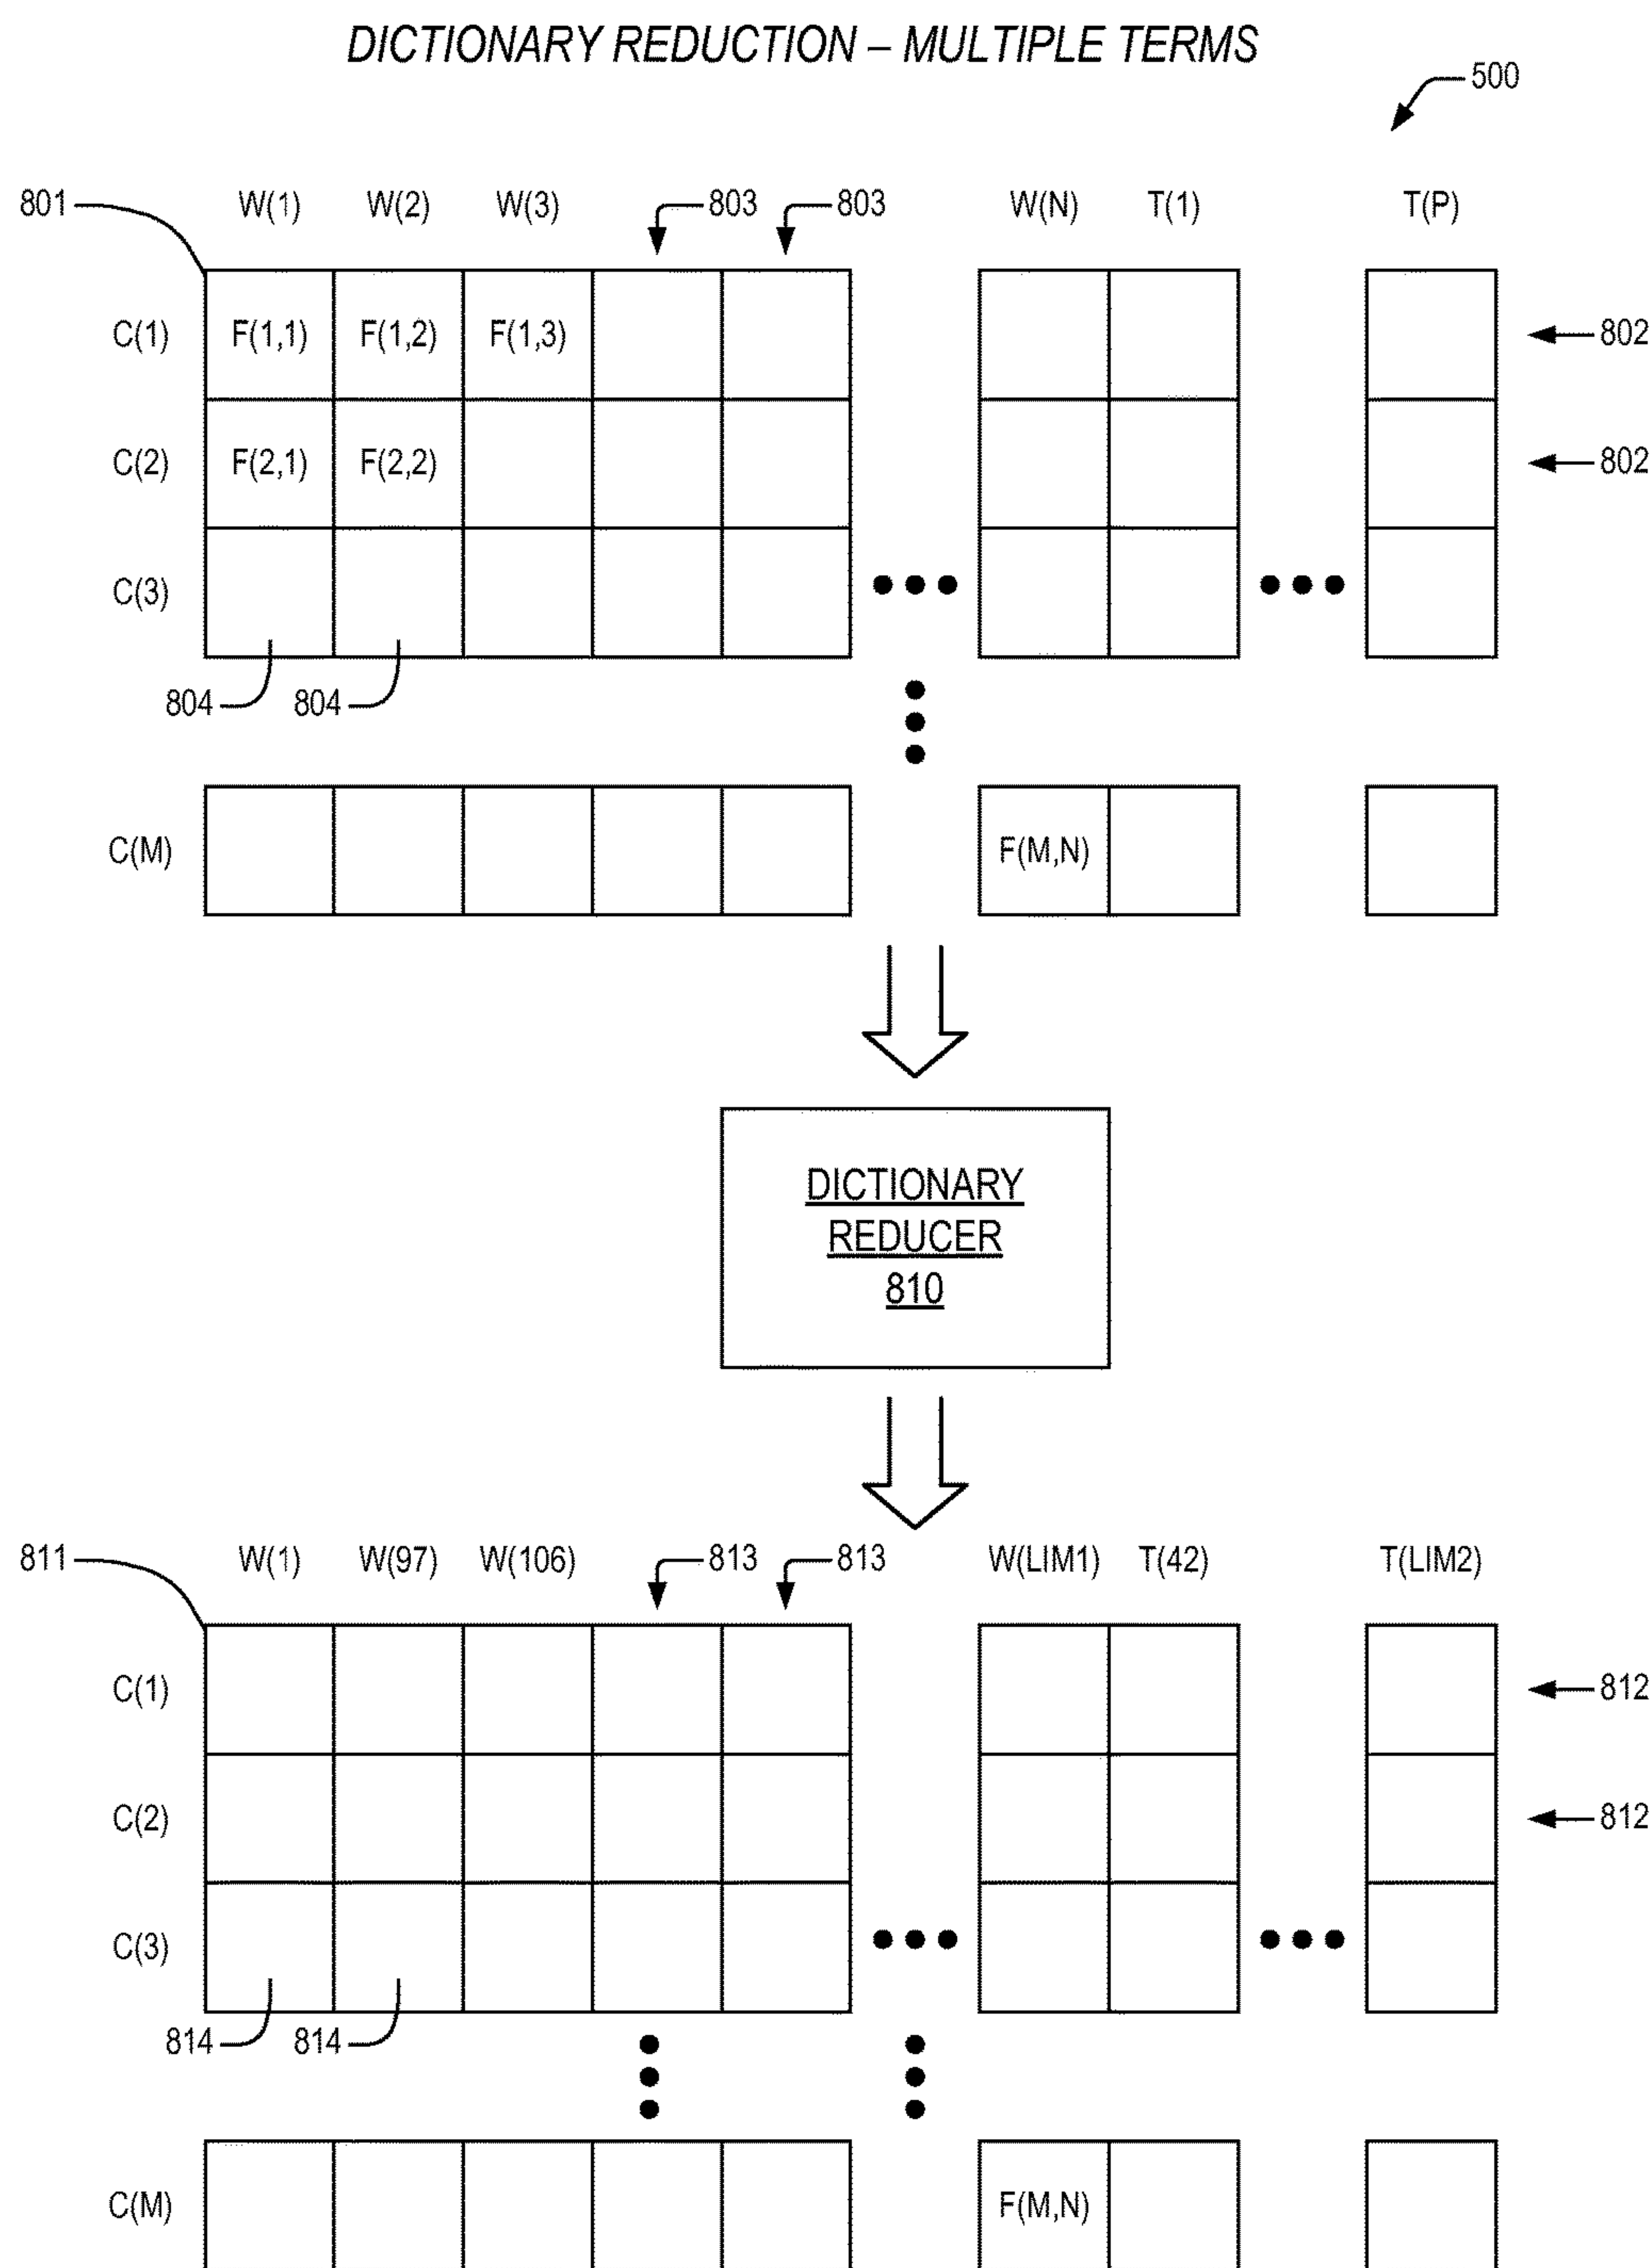 DICTIONARY REDUCTION – MULTIPLE TERMS
500
801 W(1) W(2) W(3) 803 803 W(N) T(1) T(P)
C(1) F(1,1) F(1,2) F(1,3) 802
C(2) F(2,1) F(2,2) 802
C(3)
804 804
C(M) F(M,N)
DICTIONARY
REDUCER
810
811 W(1) W(97) W(106) 813 813 W(LIM1) T(42) T(LIM2)
C(1) 812
C(2) 812
C(3)
814 814
C(M) F(M,N)